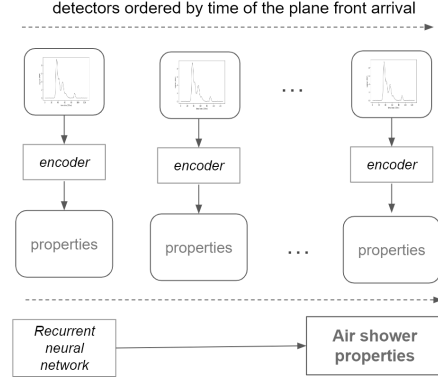 detectors ordered by time of the plane front arrival
...
encoder
encoder
encoder
properties
properties
...
properties
Recurrent
neural
network
Air shower
properties